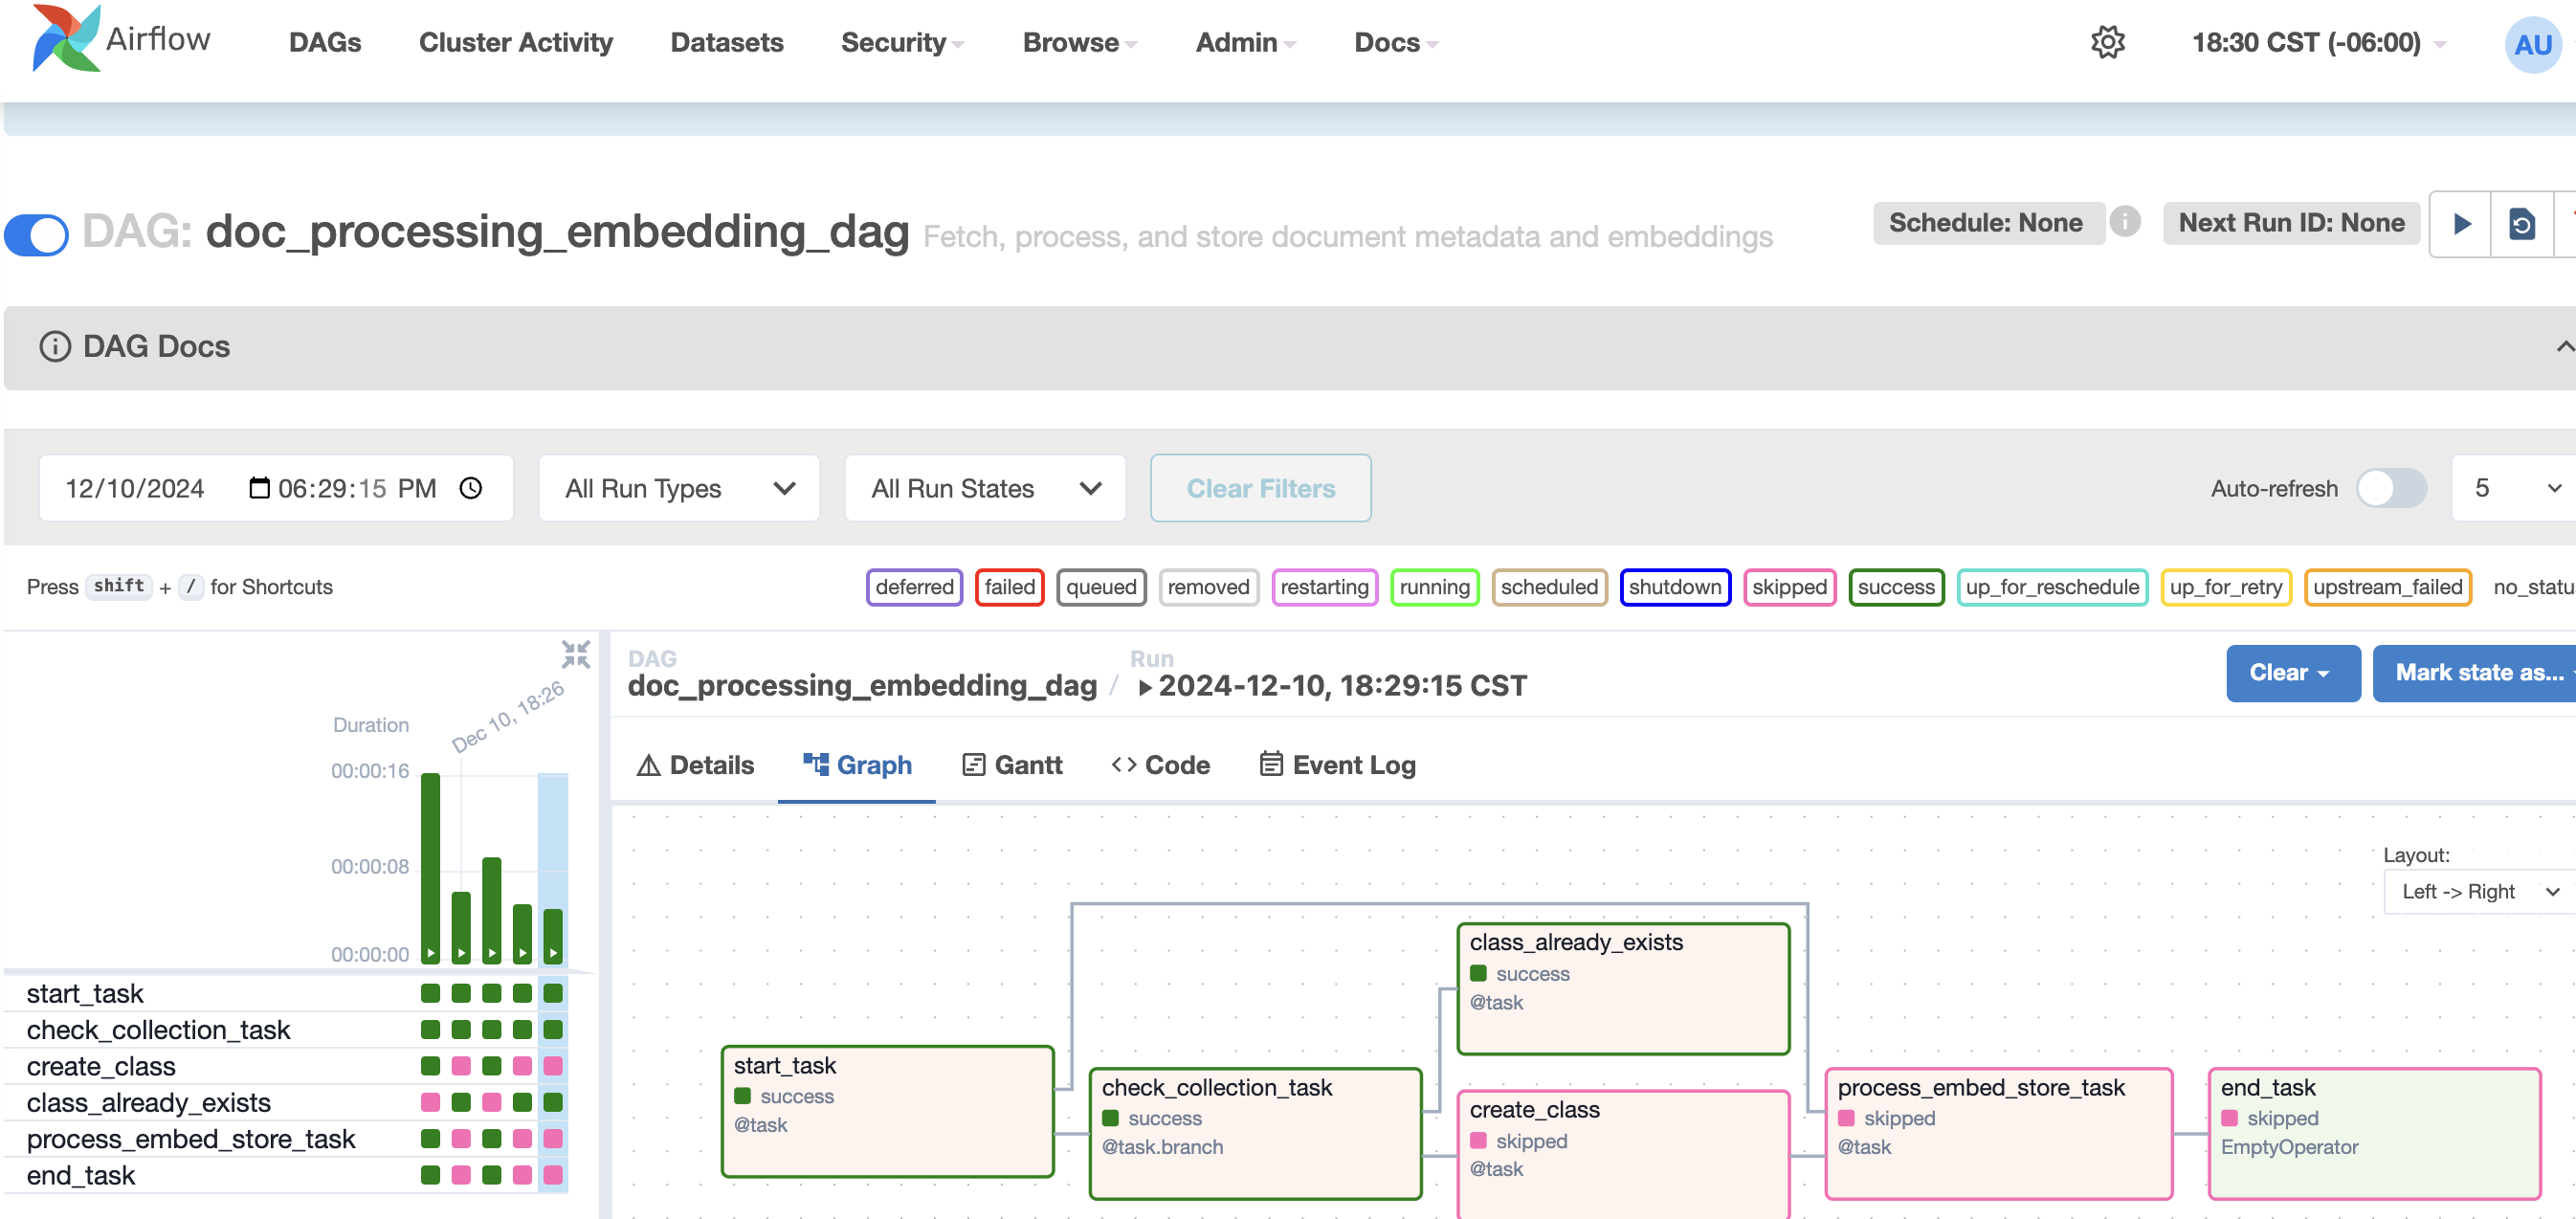 Airflow DAGs Cluster Activity Datasets Security Browse Admin Docs 18:30 CST (-06:00) AU
DAG: doc_processing_embedding_dag Fetch, process, and store document metadata and embeddings Schedule: None Next Run ID: None
DAG Docs
12/10/2024 06:29:15 PM All Run Types All Run States Clear Filters Auto-refresh 5
Press shift + / for Shortcuts deferred failed queued removed restarting running scheduled shutdown skipped success up_for_reschedule up_for_retry upstream_failed no_statu
DAG Run
doc_processing_embedding_dag / 2024-12-10, 18:29:15 CST Clear Mark state as...
Duration Dec 10, 18:26
00:00:16
00:00:08
00:00:00
start_task
check_collection_task
create_class
class_already_exists
process_embed_store_task
end_task
Details Graph Gantt Code Event Log
Layout:
Left -> Right
start_task
success
@task
check_collection_task
success
@task.branch
class_already_exists
success
@task
create_class
skipped
@task
process_embed_store_task
skipped
@task
end_task
skipped
EmptyOperator